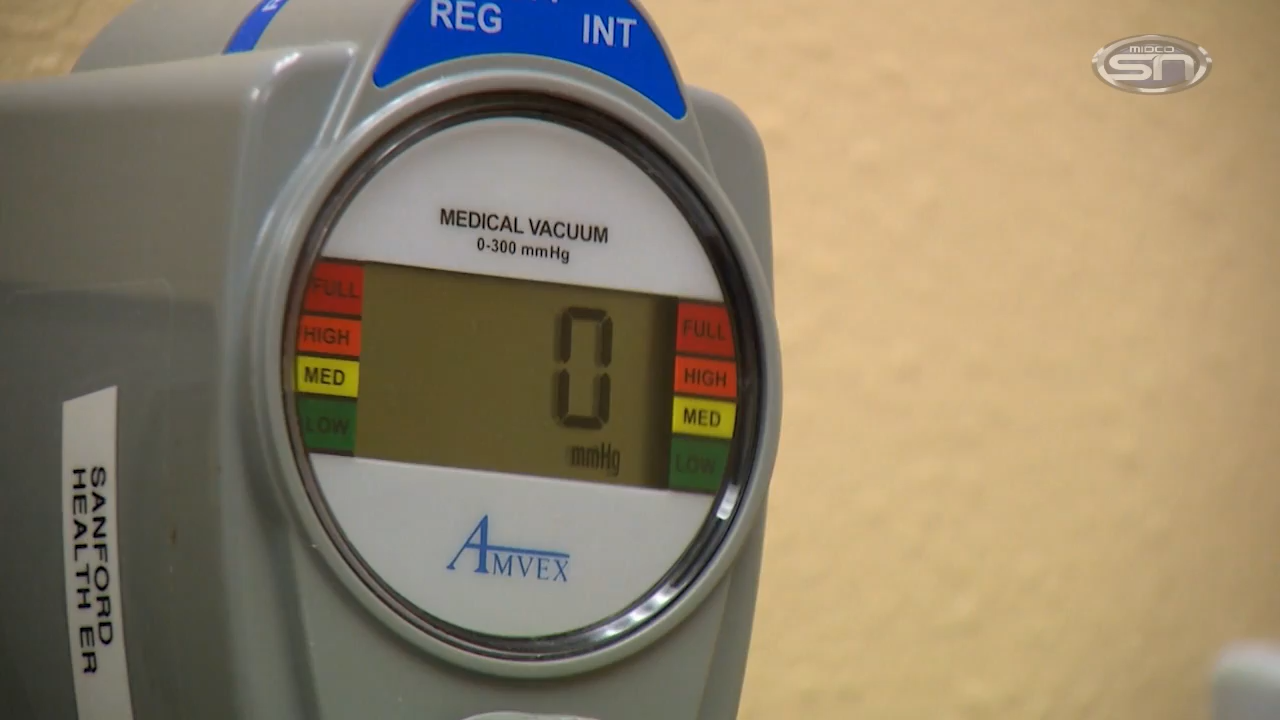 REG
INT
MIDCO
SN
MEDICAL VACUUM
0-300 mmHg
FULL
HIGH
MED
LOW
0
mmHg
FULL
HIGH
MED
LOW
AMVEX
SANFORD
HEALTH ER